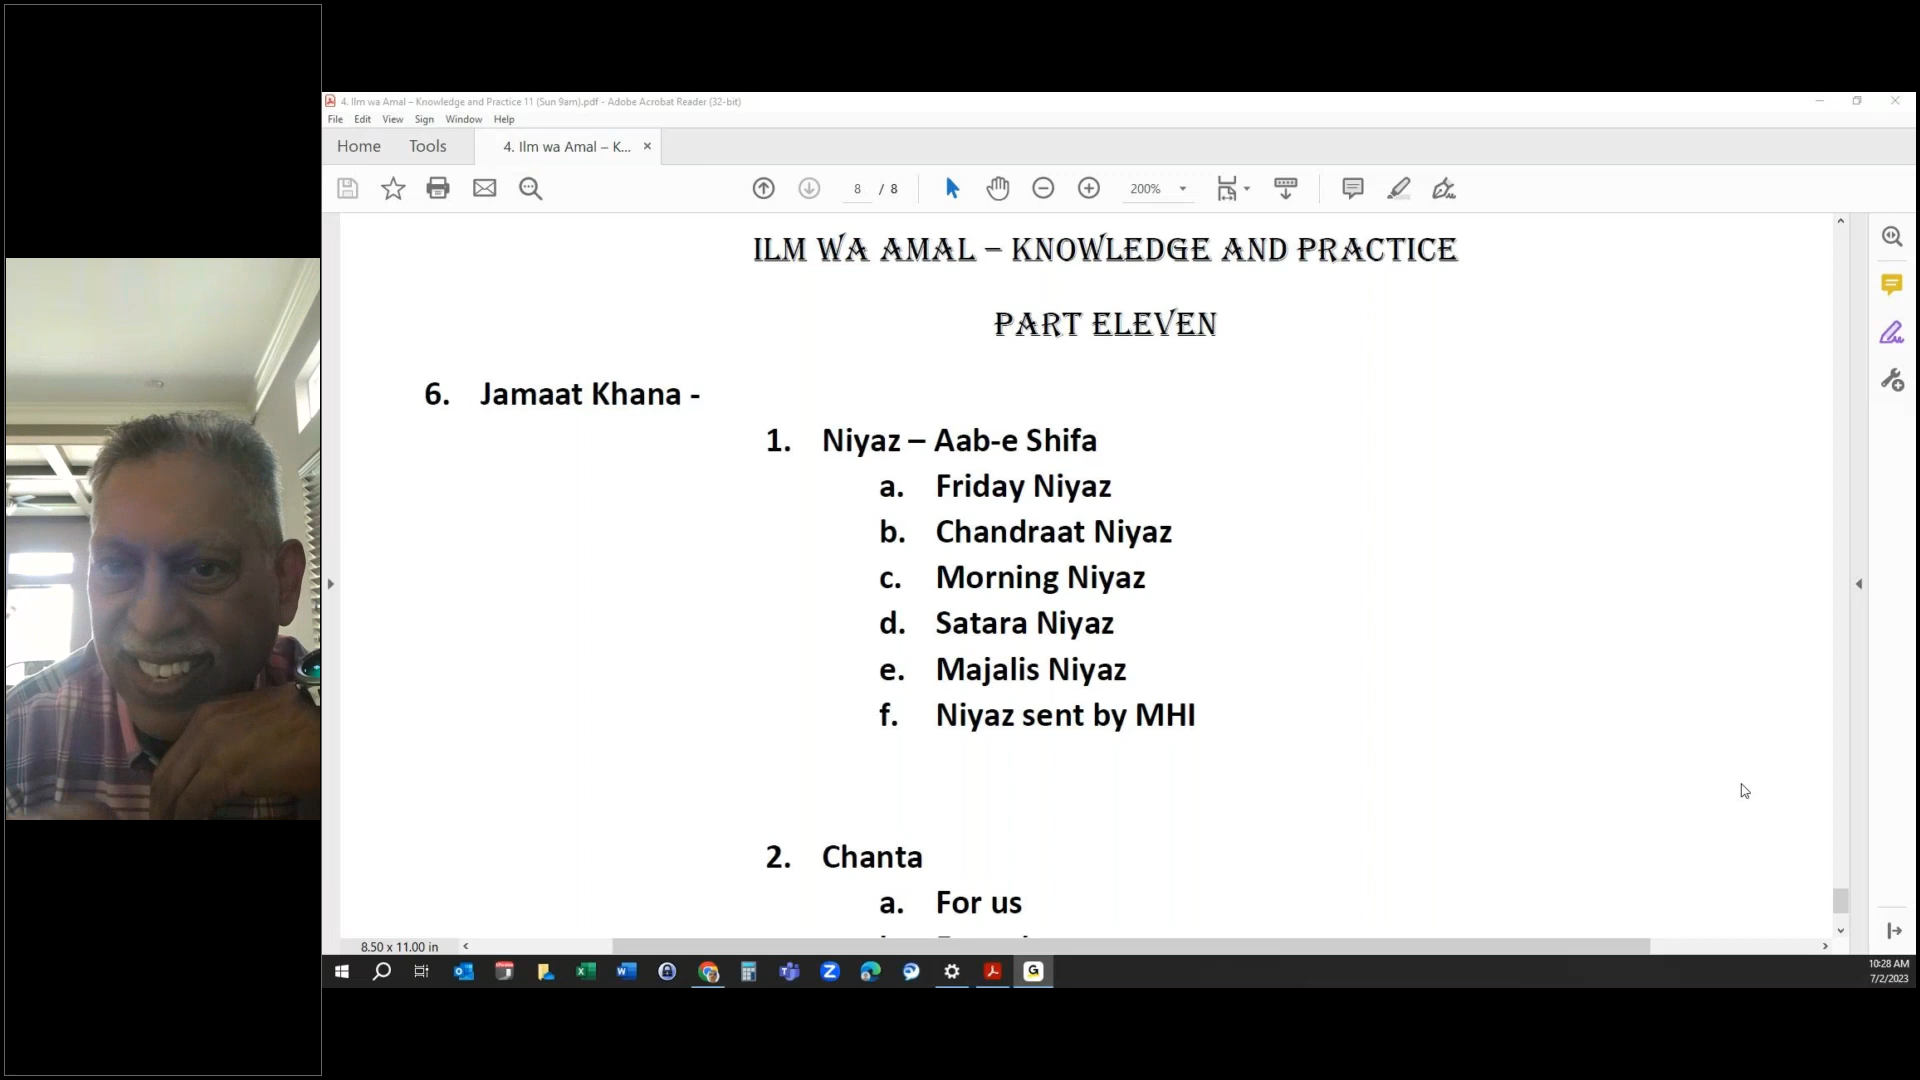 4. Ilm wa Amal – Knowledge and Practice 11 (Sun 9am).pdf - Adobe Acrobat Reader (32-bit)
File Edit View Sign Window Help
Home Tools 4. Ilm wa Amal – K...
8 / 8 200%
ILM WA AMAL – KNOWLEDGE AND PRACTICE
PART ELEVEN
6. Jamaat Khana -
1. Niyaz – Aab-e Shifa
a. Friday Niyaz
b. Chandraat Niyaz
c. Morning Niyaz
d. Satara Niyaz
e. Majalis Niyaz
f. Niyaz sent by MHI
2. Chanta
a. For us
8.50 x 11.00 in
10:28 AM
7/2/2023